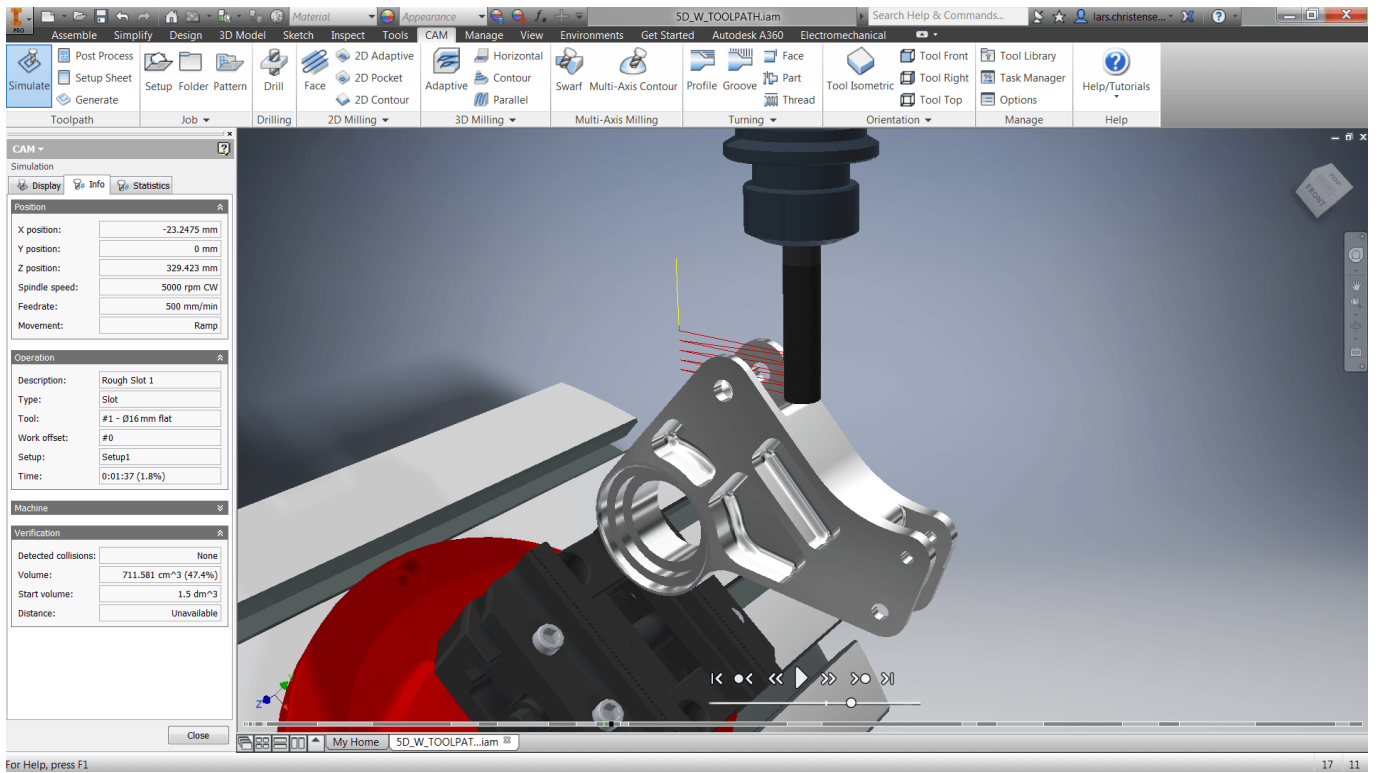 PRO
Material
Appearance
5D_W_TOOLPATH.iam
Search Help & Commands...
lars.christense...
Assemble Simplify Design 3D Model Sketch Inspect Tools CAM Manage View Environments Get Started Autodesk A360 Electromechanical
Simulate
Post Process
Setup Sheet
Generate
Toolpath
Setup Folder Pattern
Job
Drill
Drilling
Face
2D Adaptive
2D Pocket
2D Contour
2D Milling
Adaptive
Horizontal
Contour
Parallel
3D Milling
Swarf Multi-Axis Contour
Multi-Axis Milling
Profile Groove
Face
Part
Thread
Turning
Tool Isometric
Tool Front
Tool Right
Tool Top
Orientation
Tool Library
Task Manager
Options
Manage
Help/Tutorials
Help
CAM
Simulation
Display Info Statistics
Position
X position: -23.2475 mm
Y position: 0 mm
Z position: 329.423 mm
Spindle speed: 5000 rpm CW
Feedrate: 500 mm/min
Movement: Ramp
Operation
Description: Rough Slot 1
Type: Slot
Tool: #1 - Ø16 mm flat
Work offset: #0
Setup: Setup1
Time: 0:01:37 (1.8%)
Machine
Verification
Detected collisions: None
Volume: 711.581 cm^3 (47.4%)
Start volume: 1.5 dm^3
Distance: Unavailable
Close
TOP
FRONT
Z
Y
My Home 5D_W_TOOLPAT...iam
For Help, press F1
17 11